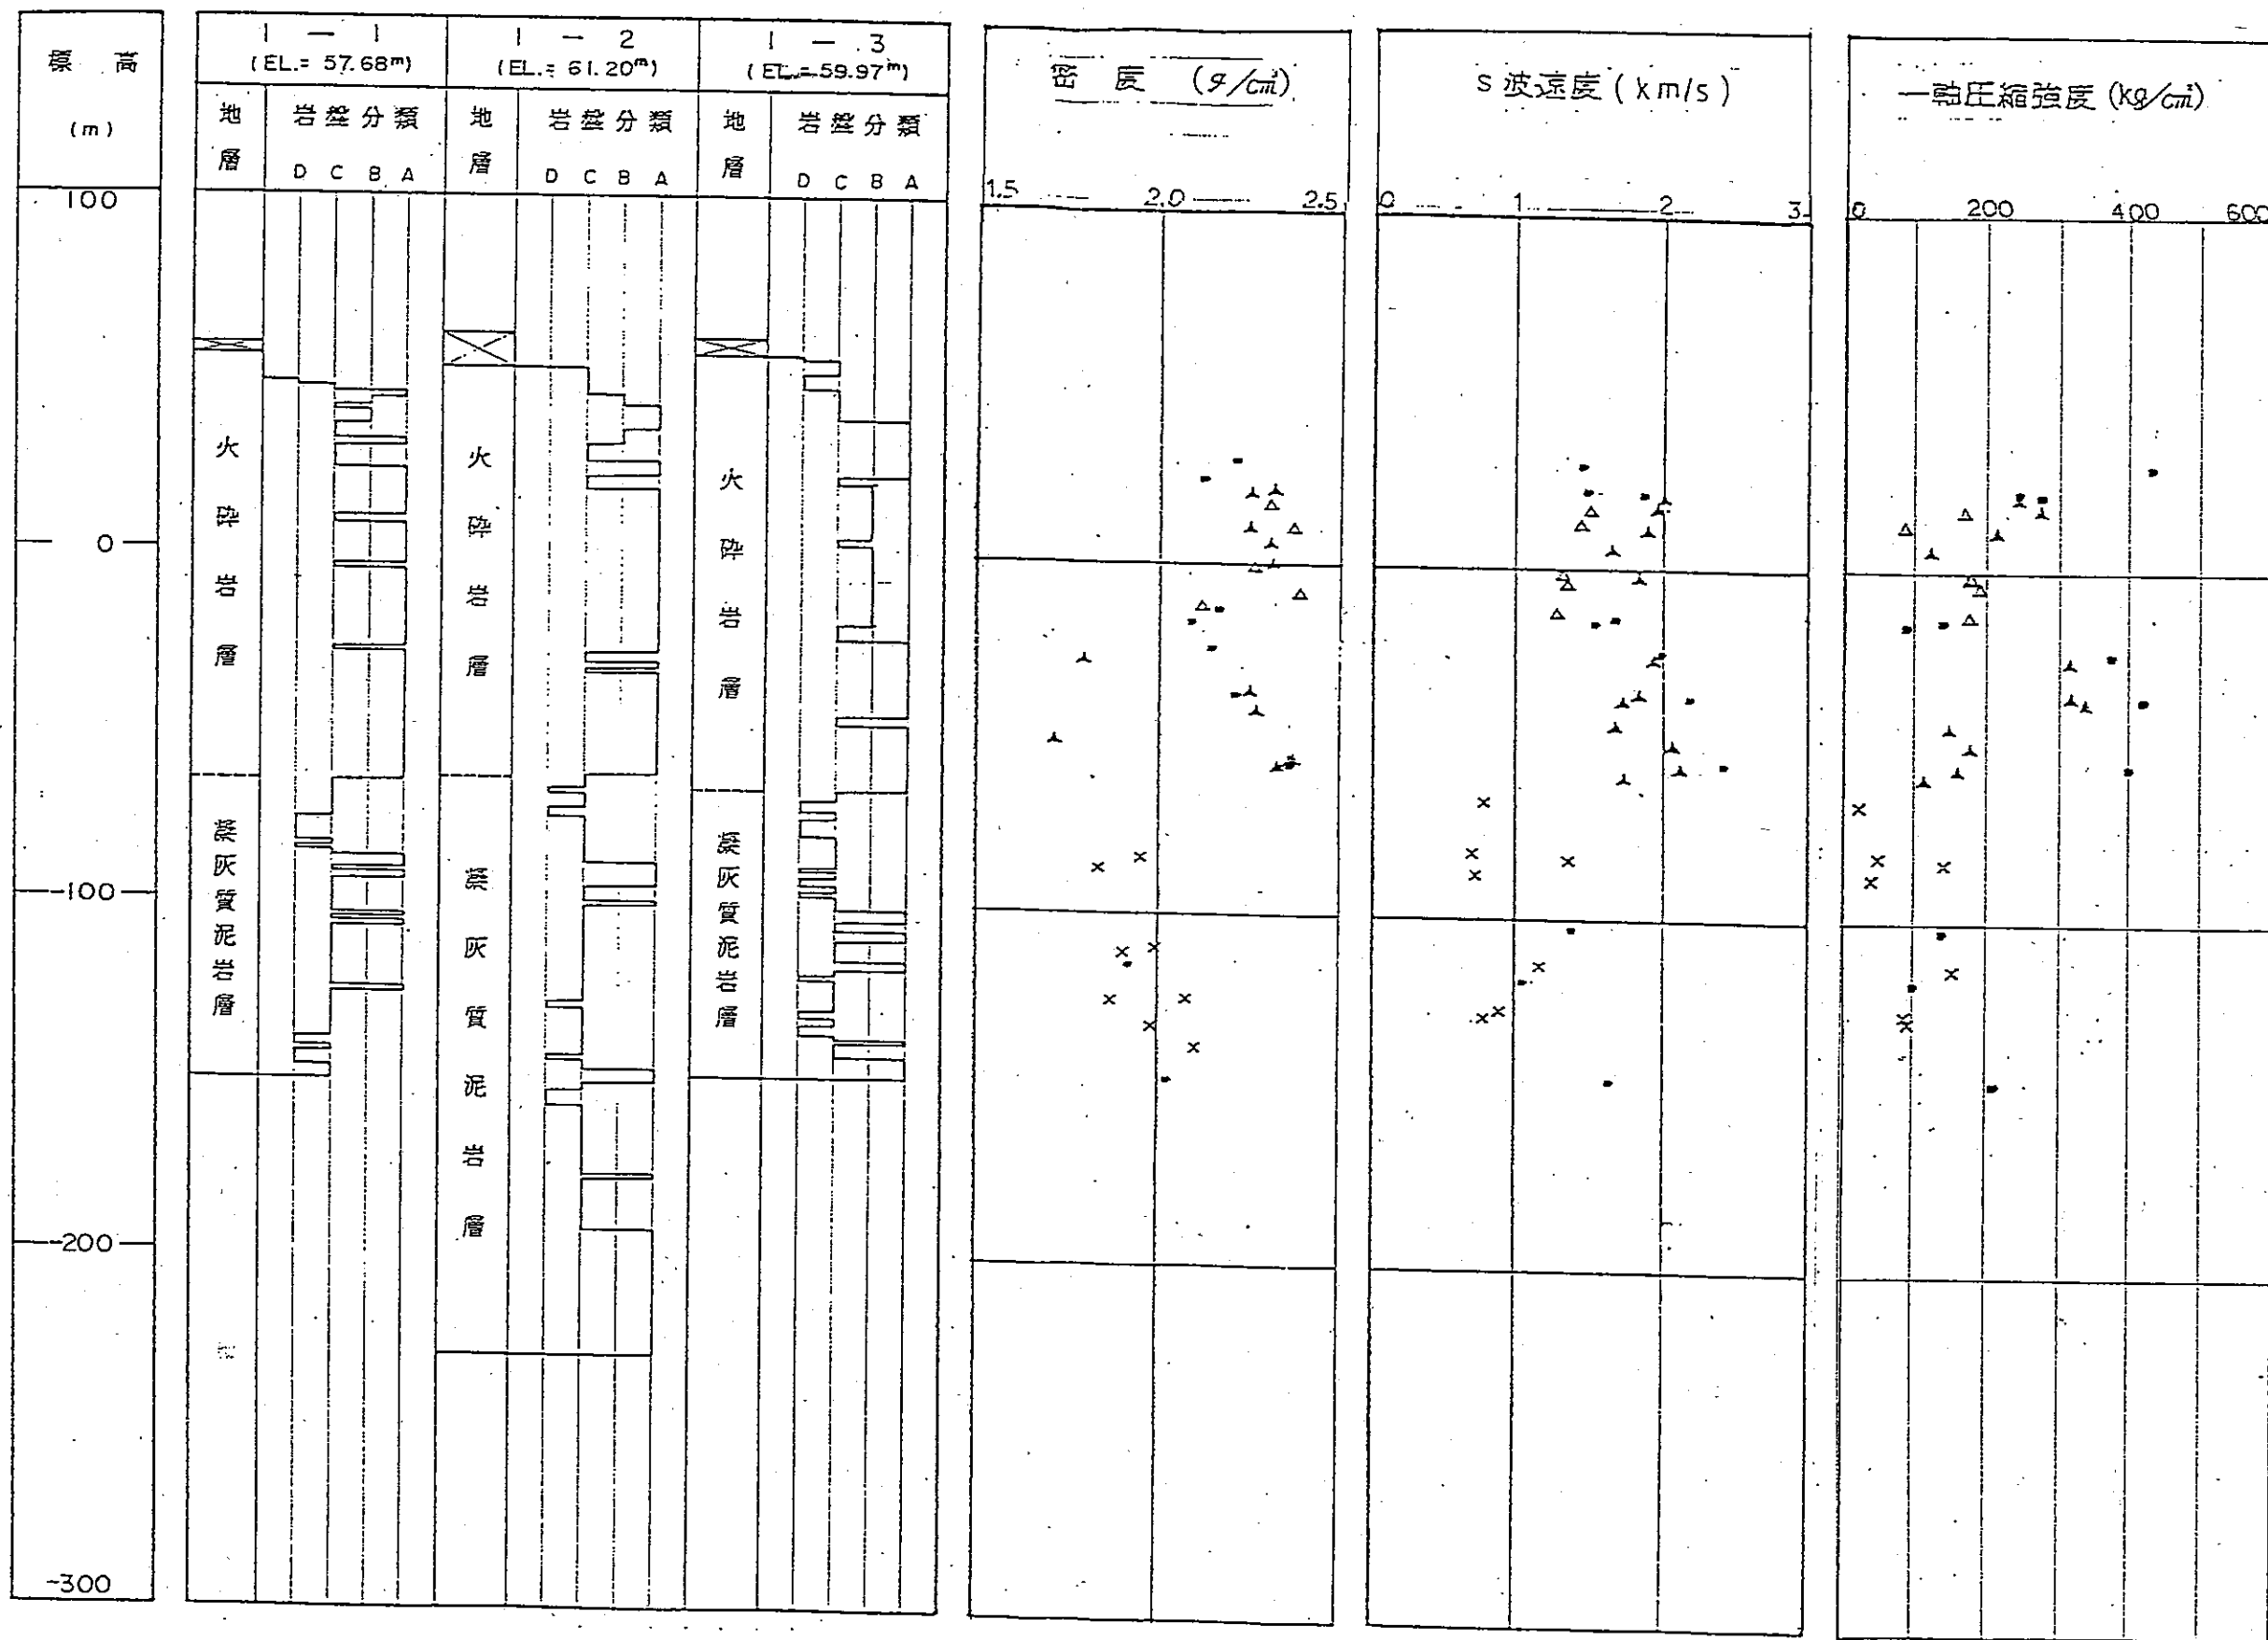 標高
(m)
100
0
-100
-200
-300
1 — 1
(EL.= 57.68m)
地層
岩盤分類
D C B A
火砕岩層
凝灰質泥岩層
1 — 2
(EL.= 61.20m)
地層
岩盤分類
D C B A
火砕岩層
凝灰質泥岩層
1 — 3
(EL.=59.97m)
地層
岩盤分類
D C B A
火砕岩層
凝灰質泥岩層
密度 (g/cm³)
1.5 2.0 2.5
S波速度 (km/s)
0 1 2 3
一軸圧縮強度 (kg/cm²)
0 200 400 600